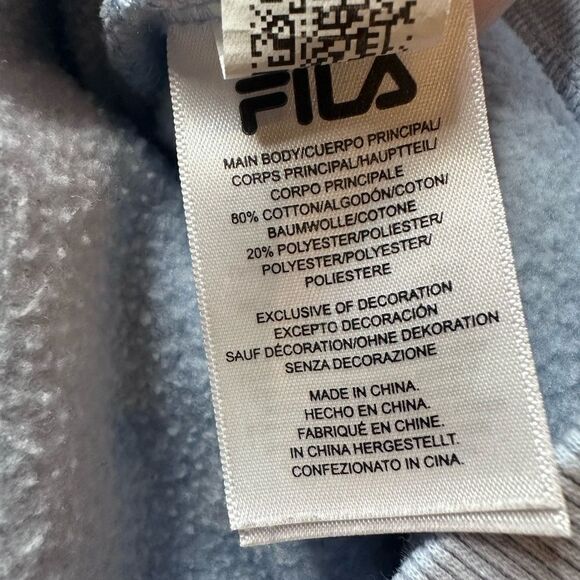 FILA
MAIN BODY/CUERPO PRINCIPAL/
CORPS PRINCIPAL/HAUPTTEIL/
CORPO PRINCIPALE
80% COTTON/ALGODÓN/COTON/
BAUMWOLLE/COTONE
20% POLYESTER/POLIESTER/
POLYESTER/POLYESTER/
POLIESTERE
EXCLUSIVE OF DECORATION
EXCEPTO DECORACIÓN
SAUF DÉCORATION/OHNE DEKORATION
SENZA DECORAZIONE
MADE IN CHINA.
HECHO EN CHINA.
FABRIQUÉ EN CHINE.
IN CHINA HERGESTELLT.
CONFEZIONATO IN CINA.